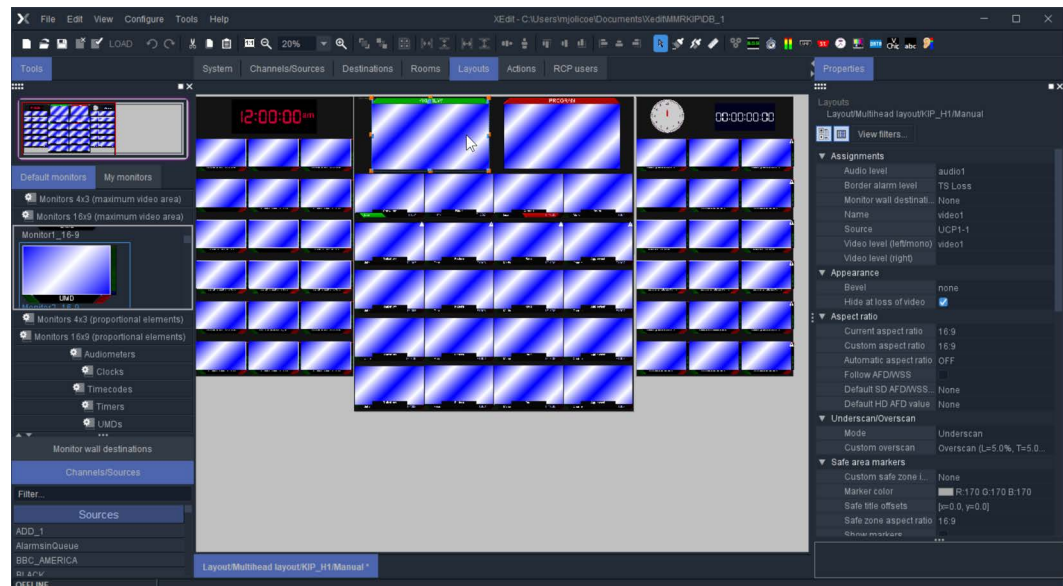 File Edit View Configure Tools Help
XEdit - C:\Users\mjolicoe\Documents\Xedit\MMRKIP\DB_1
LOAD
20%
abc
Tools
System Channels/Sources Destinations Rooms Layouts Actions RCP users
Properties
Default monitors My monitors
Monitors 4x3 (maximum video area)
Monitors 16x9 (maximum video area)
Monitor1_16-9
UMD
Monitors 4x3 (proportional elements)
Monitors 16x9 (proportional elements)
Audiometers
Clocks
Timecodes
Timers
UMDs
Monitor wall destinations
Channels/Sources
Filter...
Sources
ADD_1
AlarmsinQueue
BBC_AMERICA
BLACK
OFFLINE
12:00:00 am
PROGRAM
00:00:00:00
Layout/Multihead layout/KIP_H1/Manual *
Layouts
Layout/Multihead layout/KIP_H1/Manual
View filters...
Assignments
Audio level audio1
Border alarm level TS Loss
Monitor wall destinati... None
Name video1
Source UCP1-1
Video level (left/mono) video1
Video level (right)
Appearance
Bevel none
Hide at loss of video
Aspect ratio
Current aspect ratio 16:9
Custom aspect ratio 16:9
Automatic aspect ratio OFF
Follow AFD/WSS
Default SD AFD/WSS... None
Default HD AFD value None
Underscan/Overscan
Mode Underscan
Custom overscan Overscan (L=5.0%, T=5.0...
Safe area markers
Custom safe zone i... None
Marker color R:170 G:170 B:170
Safe title offsets [x=0.0, y=0.0]
Safe zone aspect ratio 16:9
Show markers